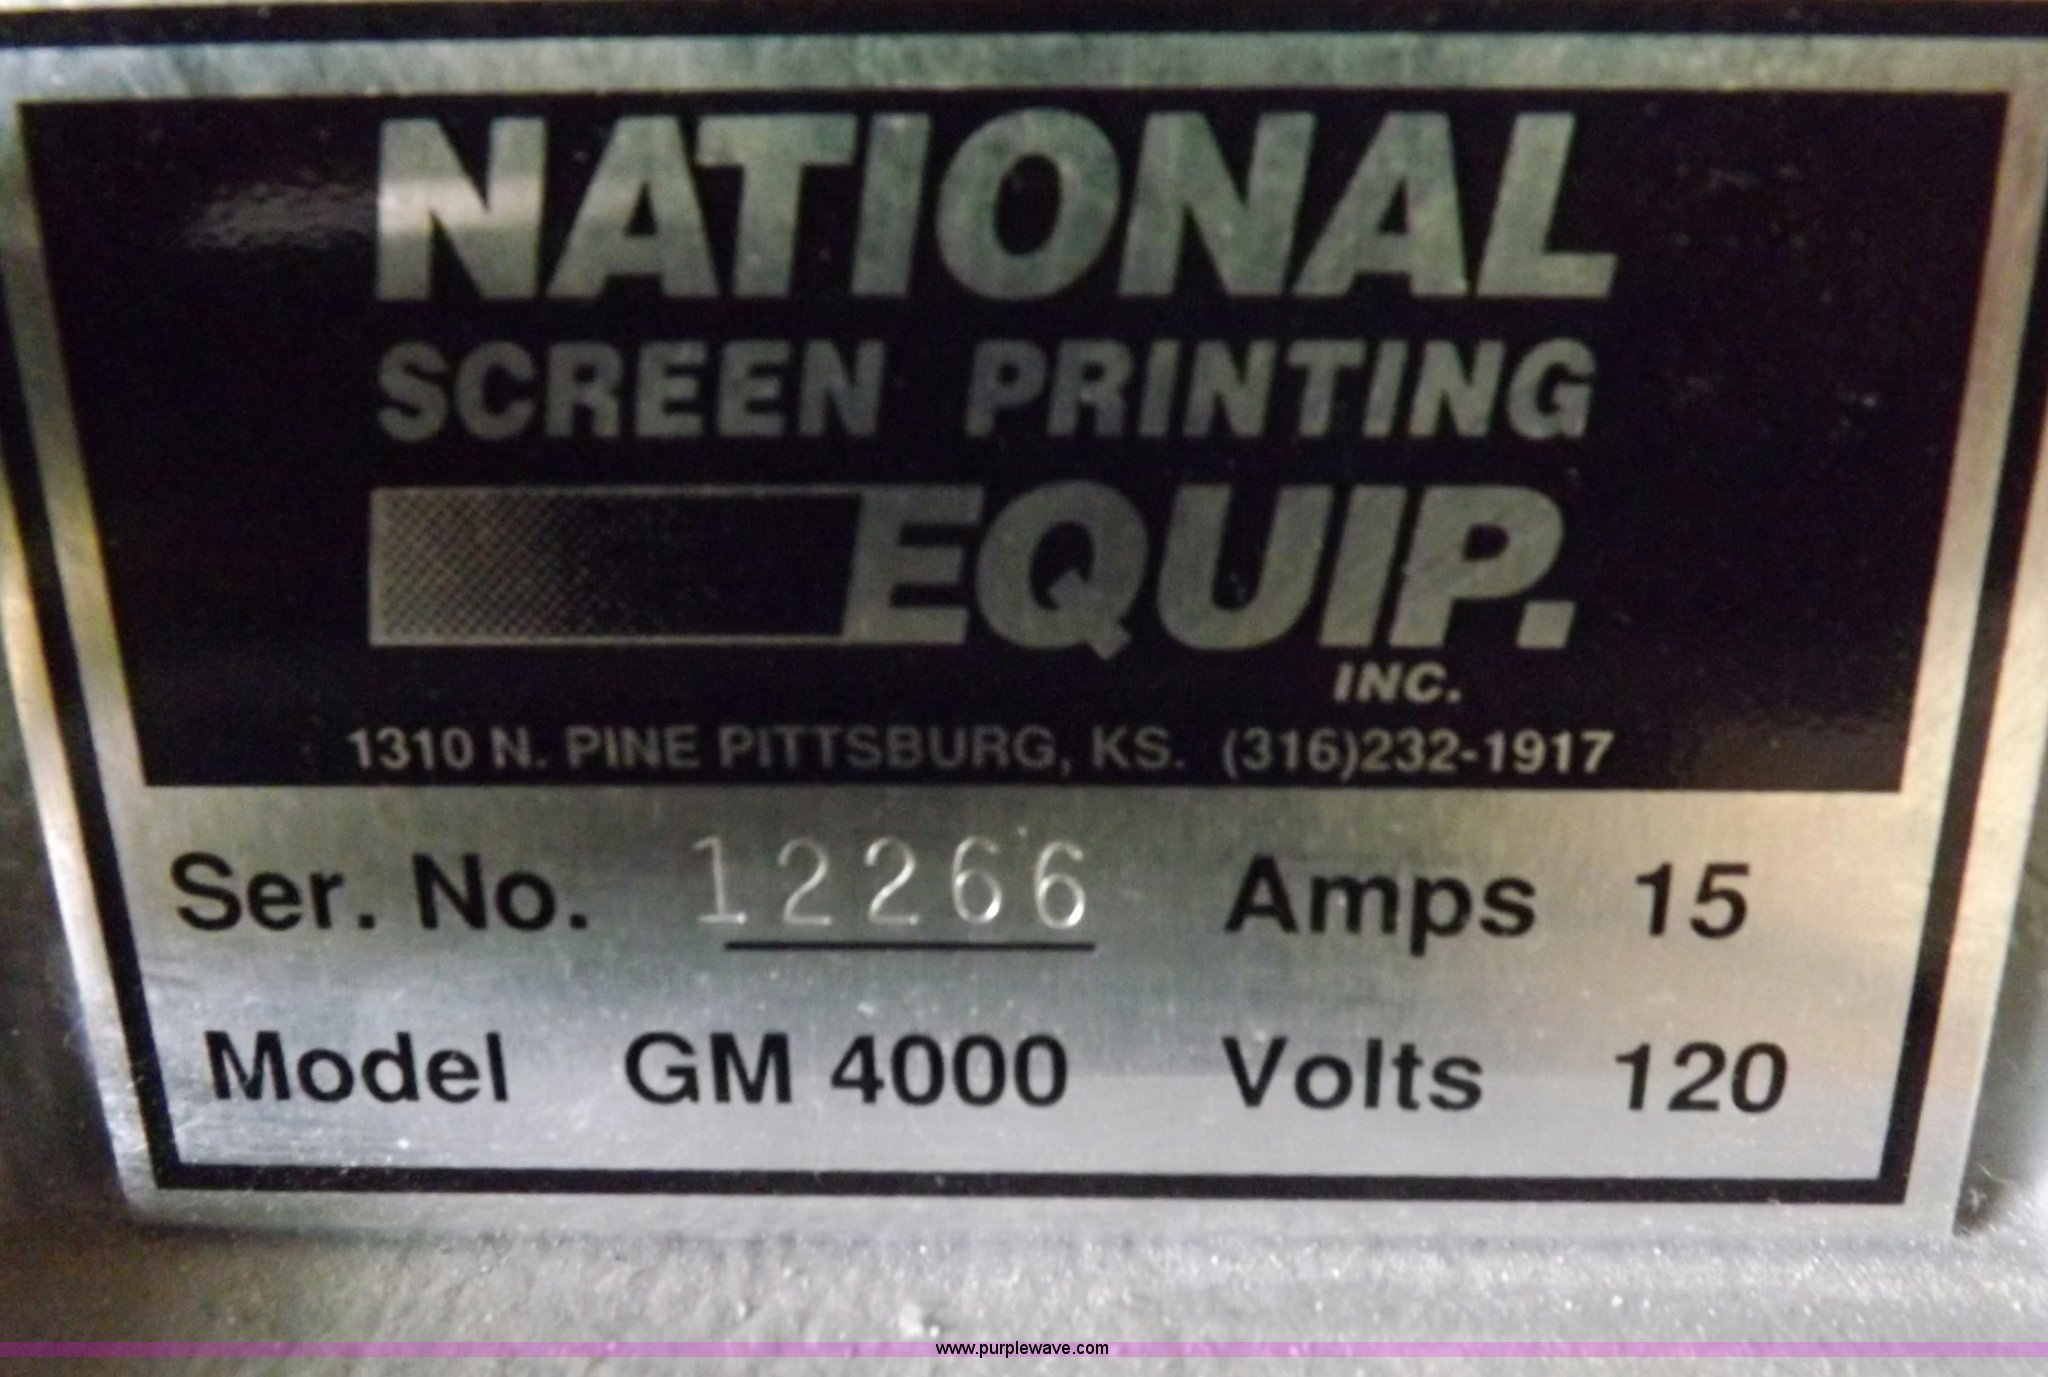 NATIONAL
SCREEN PRINTING
EQUIP.
INC.
1310 N. PINE PITTSBURG, KS. (316)232-1917
Ser. No. 12266 Amps 15
Model GM 4000 Volts 120
www.purplewave.com